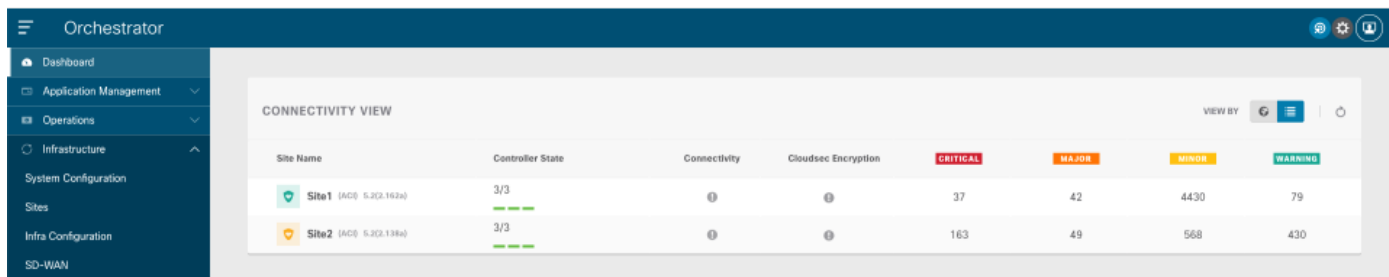 Orchestrator
Dashboard
Application Management
Operations
Infrastructure
System Configuration
Sites
Infra Configuration
SD-WAN
CONNECTIVITY VIEW
VIEW BY
Site Name Controller State Connectivity Cloudsec Encryption CRITICAL MAJOR MINOR WARNING
Site1 (ACI) 5.2(2.162a) 3/3 37 42 4430 79
Site2 (ACI) 5.2(2.138a) 3/3 163 49 568 430